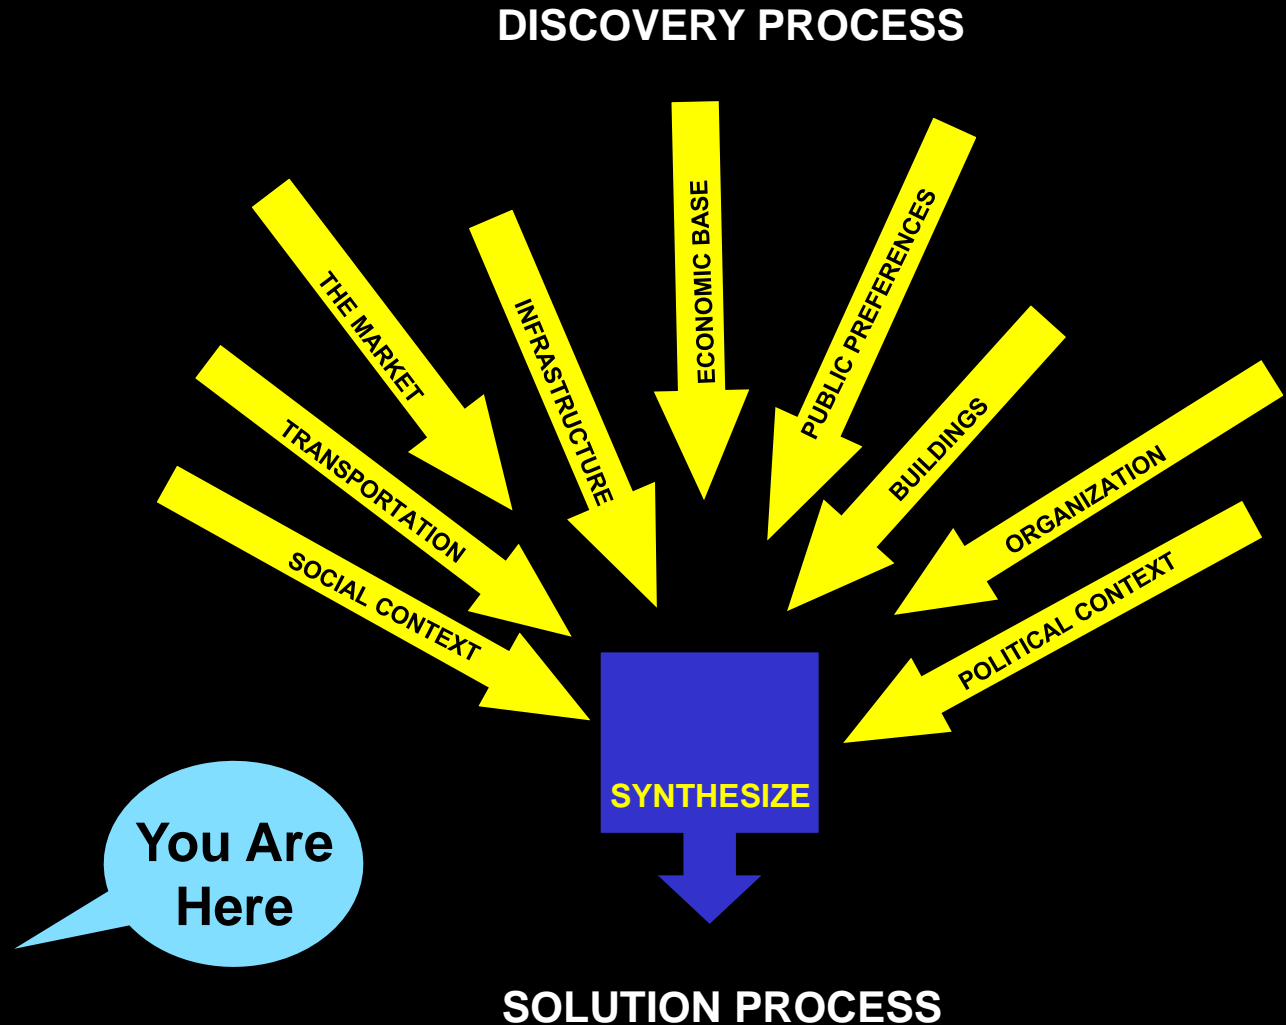 DISCOVERY PROCESS
THE MARKET
INFRASTRUCTURE
ECONOMIC BASE
PUBLIC PREFERENCES
BUILDINGS
ORGANIZATION
TRANSPORTATION
SOCIAL CONTEXT
POLITICAL CONTEXT
SYNTHESIZE
You Are
Here
SOLUTION PROCESS